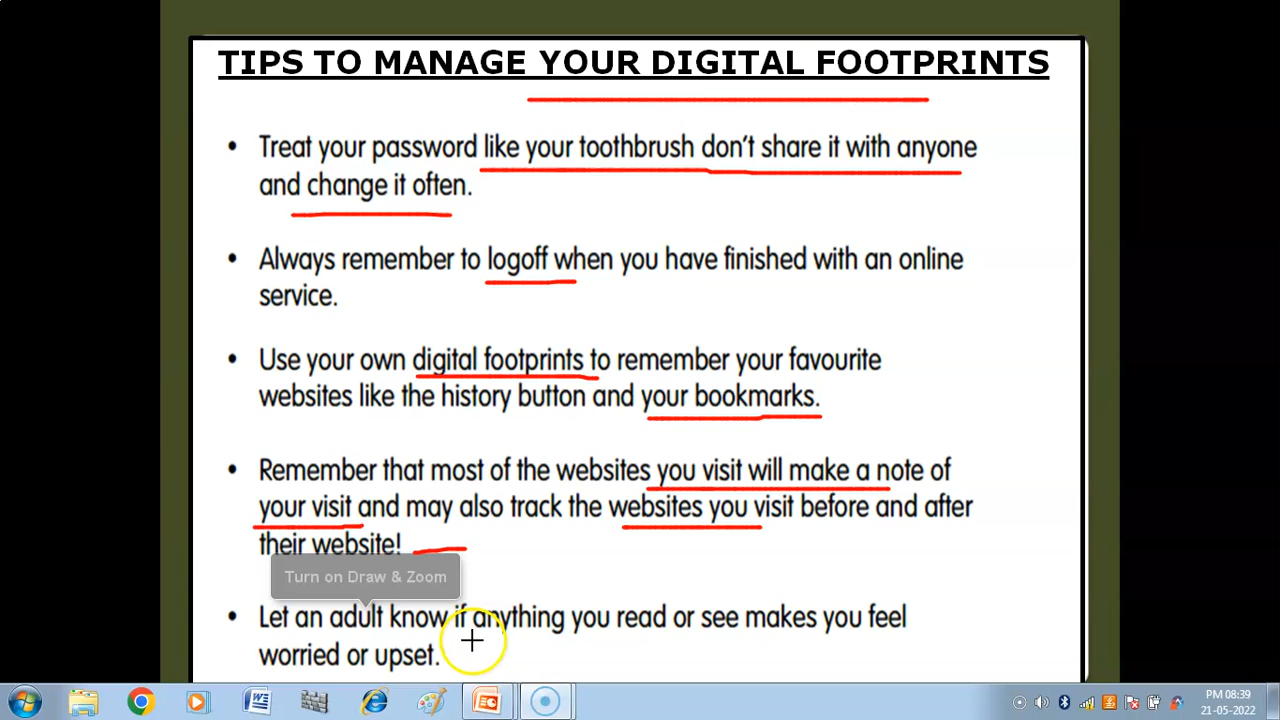 TIPS TO MANAGE YOUR DIGITAL FOOTPRINTS
• Treat your password like your toothbrush don't share it with anyone
and change it often.
• Always remember to logoff when you have finished with an online
service.
• Use your own digital footprints to remember your favourite
websites like the history button and your bookmarks.
• Remember that most of the websites you visit will make a note of
your visit and may also track the websites you visit before and after
their website!
Turn on Draw & Zoom
• Let an adult know if anything you read or see makes you feel
worried or upset.
PM 08:39
21-05-2022